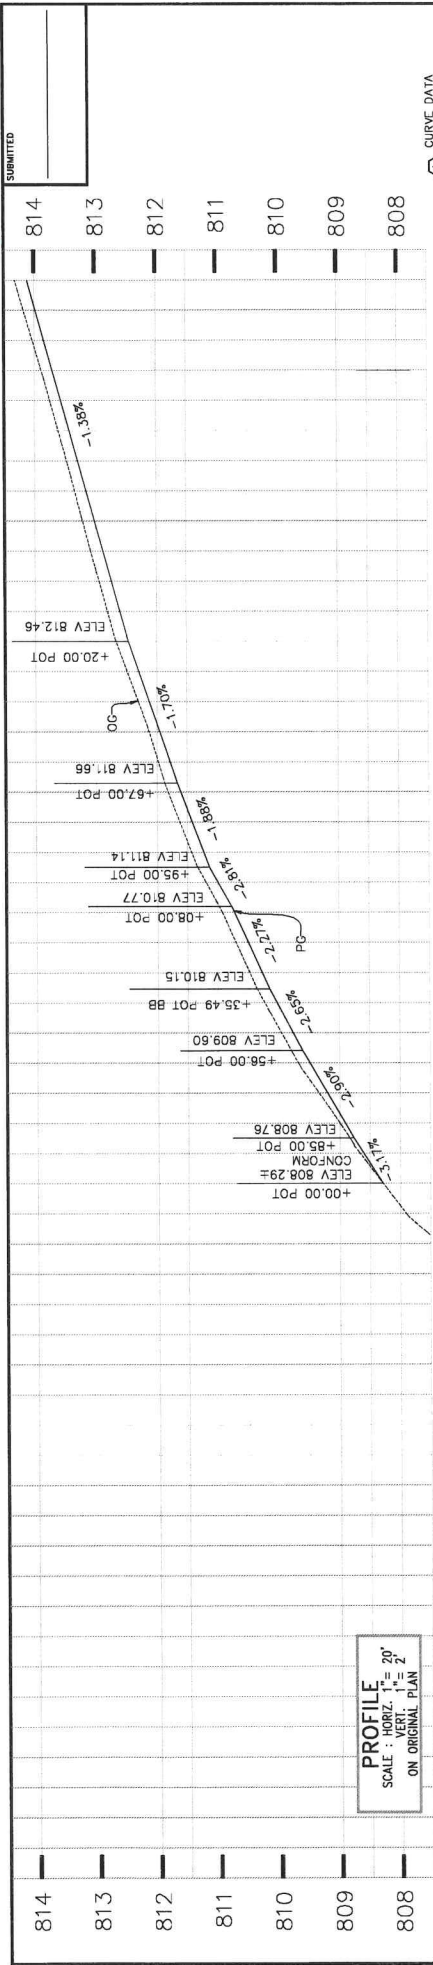 SUBMITTED
814
813
812
811
810
809
808
CURVE DATA
-1.38%
+20.00 POT
ELEV 812.46
OG
-1.70%
+67.00 POT
ELEV 811.66
-1.88%
+95.00 POT
ELEV 811.14
-2.81%
+08.00 POT
ELEV 810.77
PG
-2.27%
+35.49 POT BB
ELEV 810.15
-2.65%
+56.00 POT
ELEV 809.60
-2.90%
+85.00 POT
ELEV 808.76
-3.17%
+00.00 POT
ELEV 808.29±
CONFORM
PROFILE
SCALE : HORIZ. 1"= 20'
VERT. 1"= 2'
ON ORIGINAL PLAN
814
813
812
811
810
809
808